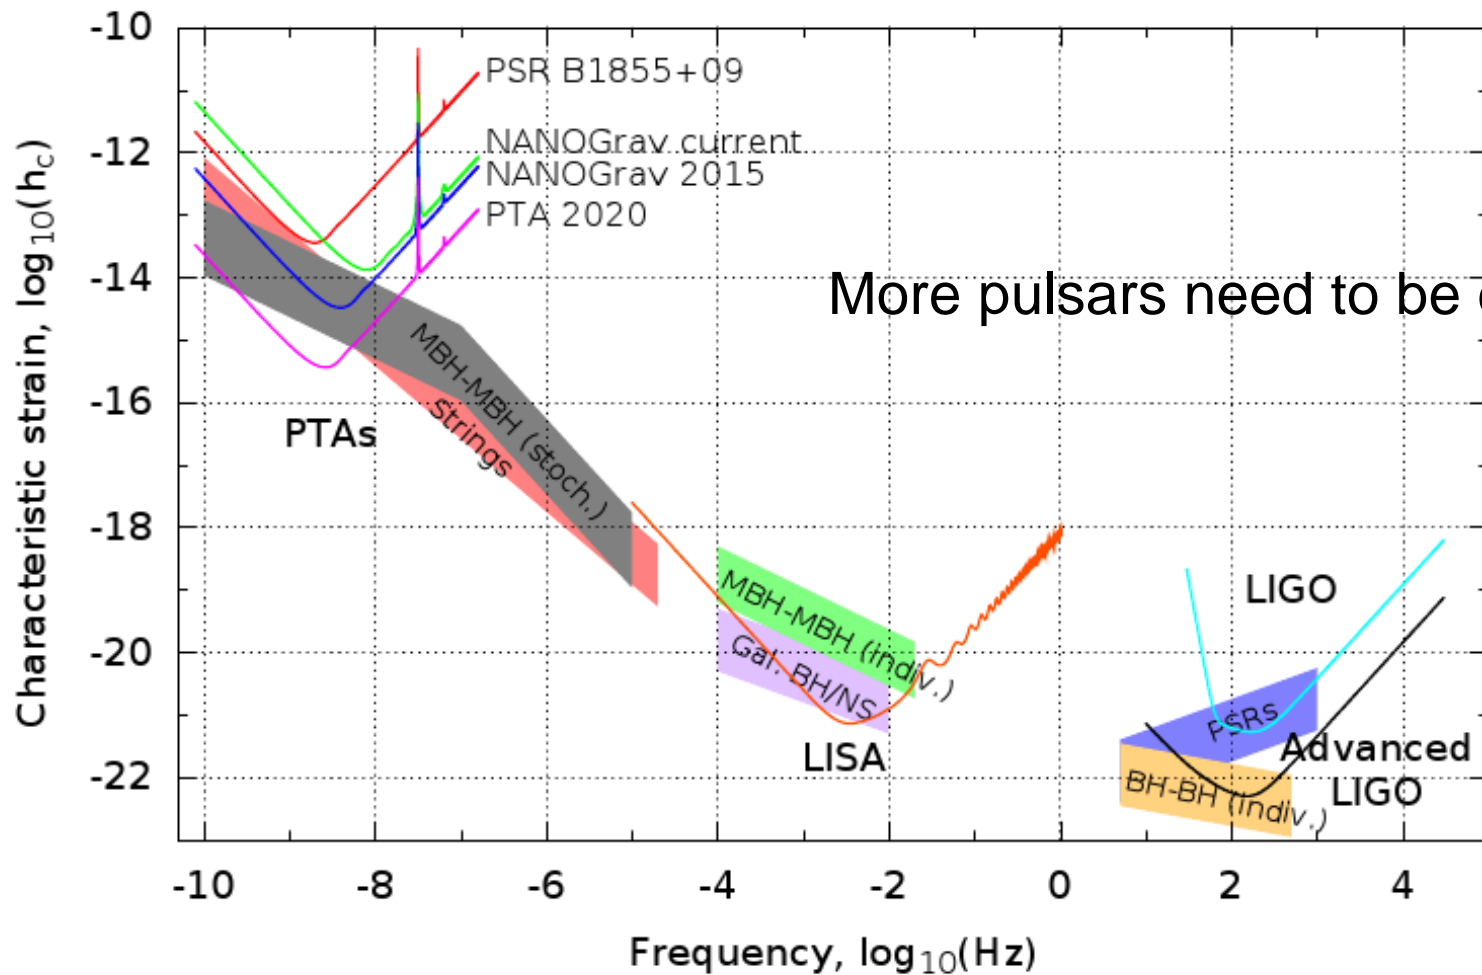 -10
-12
-14
-16
-18
-20
-22
Characteristic strain, log10(hc)
PSR B1855+09
NANOGrav current
NANOGrav 2015
PTA 2020
More pulsars need to be
MBH-MBH (stoch.)
Strings
PTAs
MBH-MBH (indiv.)
Gal. BH/NS
LISA
LIGO
PSRs
Advanced
LIGO
BH-BH (indiv.)
-10 -8 -6 -4 -2 0 2 4
Frequency, log10(Hz)